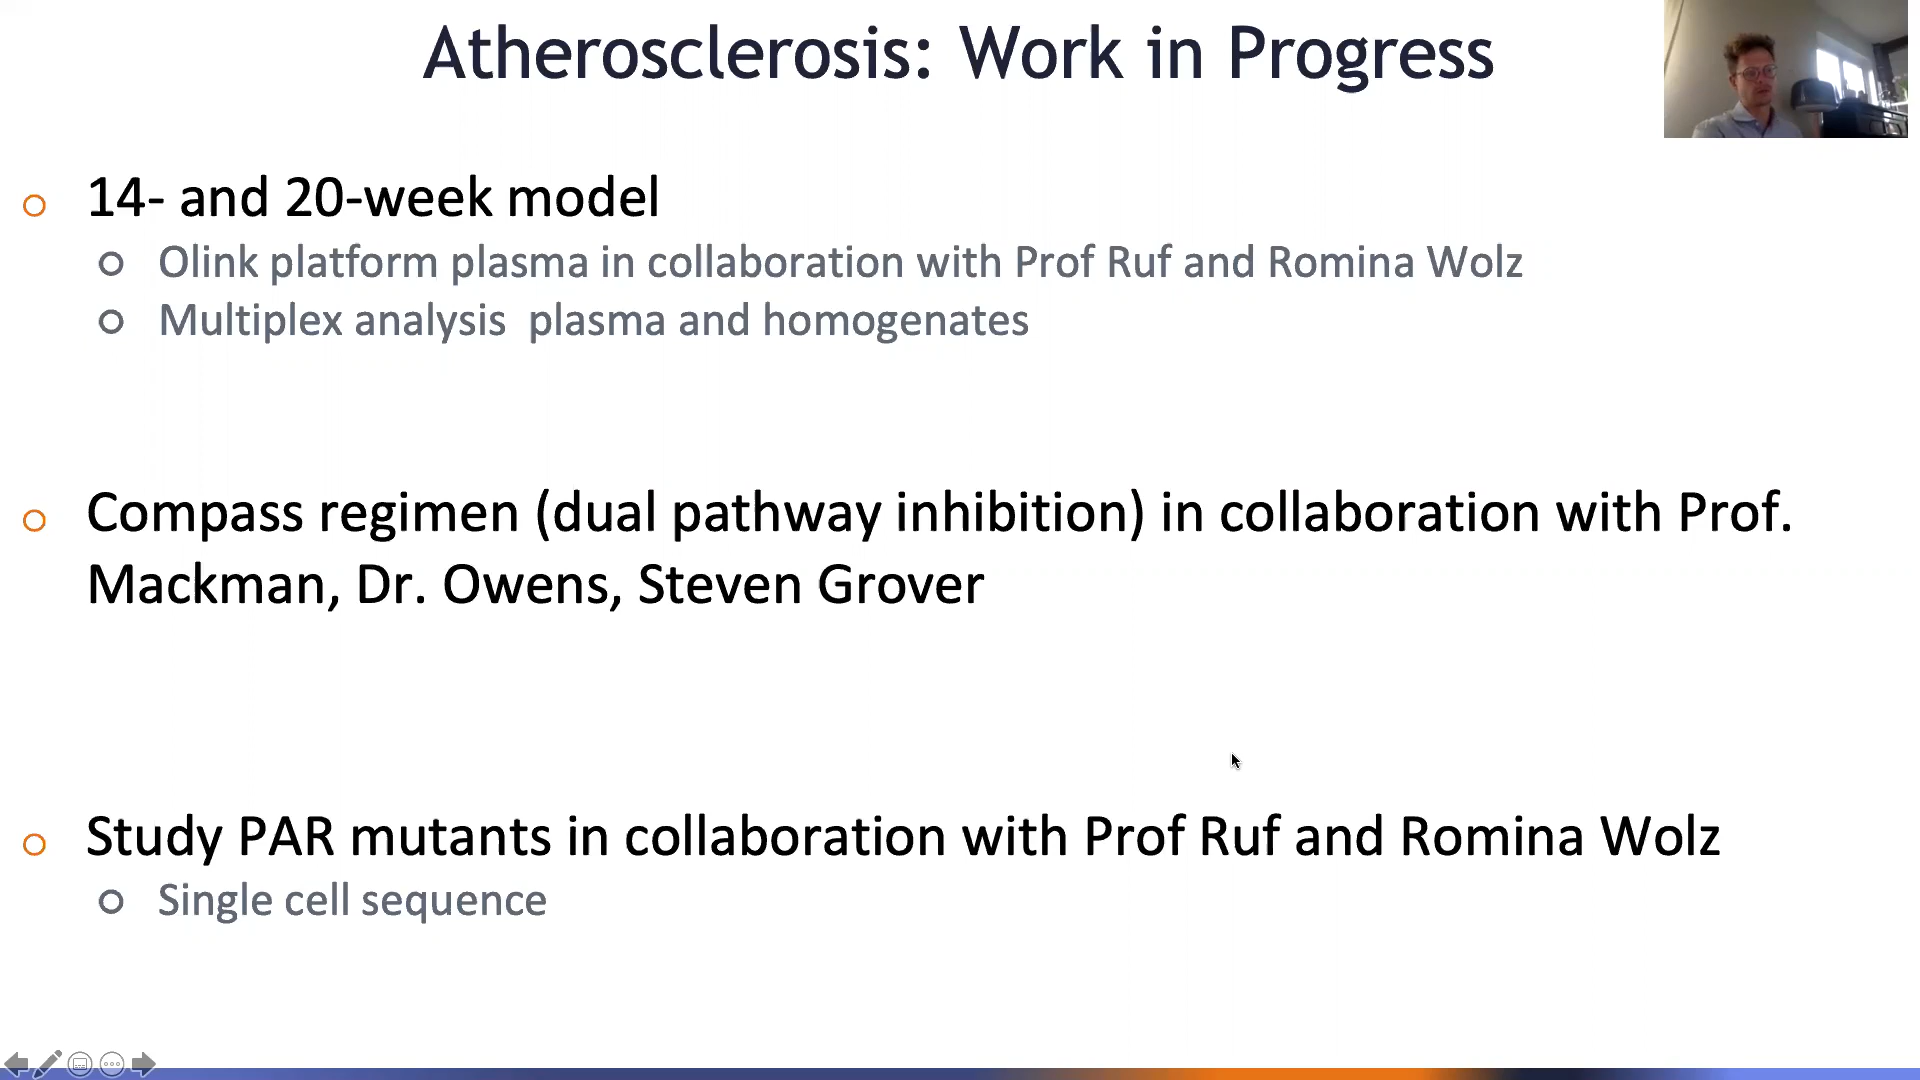 Atherosclerosis: Work in Progress
14- and 20-week model
Olink platform plasma in collaboration with Prof Ruf and Romina Wolz
Multiplex analysis  plasma and homogenates
Compass regimen (dual pathway inhibition) in collaboration with Prof.
Mackman, Dr. Owens, Steven Grover
Study PAR mutants in collaboration with Prof Ruf and Romina Wolz
Single cell sequence